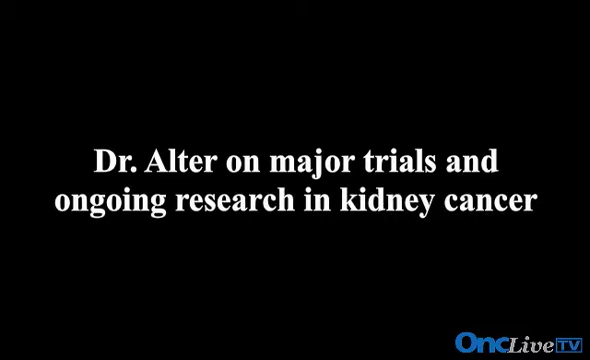 Dr. Alter on major trials and
ongoing research in kidney cancer
OncLiveTV